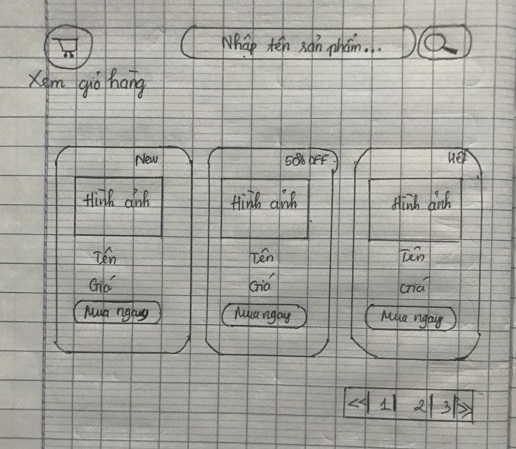 Nhập tên sản phẩm...
Xem giỏ hàng
New
Hình ảnh
Tên
Giá
Mua ngay
50% OFF
Hình ảnh
Tên
Giá
Mua ngay
HẾT
Hình ảnh
Tên
Giá
Mua ngay
<< 1 2 3 >>